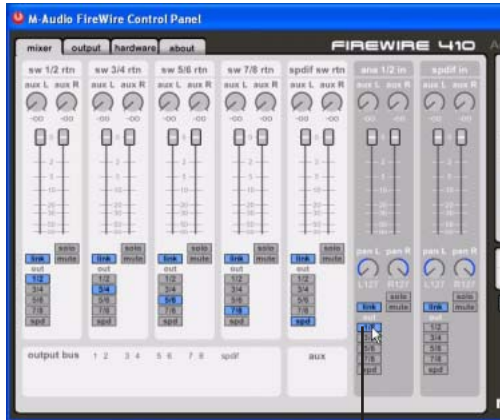 M-Audio FireWire Control Panel
mixer output hardware about FIREWIRE 410
sw 1/2 rtn sw 3/4 rtn sw 5/6 rtn sw 7/8 rtn spdif sw rtn ana 1/2 in spdif in
aux L aux R aux L aux R aux L aux R aux L aux R aux L aux R aux L aux R aux L aux R
-oo -oo -oo -oo -oo -oo -oo -oo -oo -oo -oo -oo -oo -oo
pan L pan R pan L pan R
L127 R127 L127 R127
solo solo solo solo solo
link mute link mute link mute link mute link mute
solo solo
link mute link mute
out out out out out
1/2 1/2 1/2 1/2 1/2
3/4 3/4 3/4 3/4 3/4
5/6 5/6 5/6 5/6 5/6
7/8 7/8 7/8 7/8 7/8
spd spd spd spd spd
out out
1/2 1/2
3/4 3/4
5/6 5/6
7/8 7/8
spd spd
output bus 1 2 3 4 5 6 7 8 spdif aux